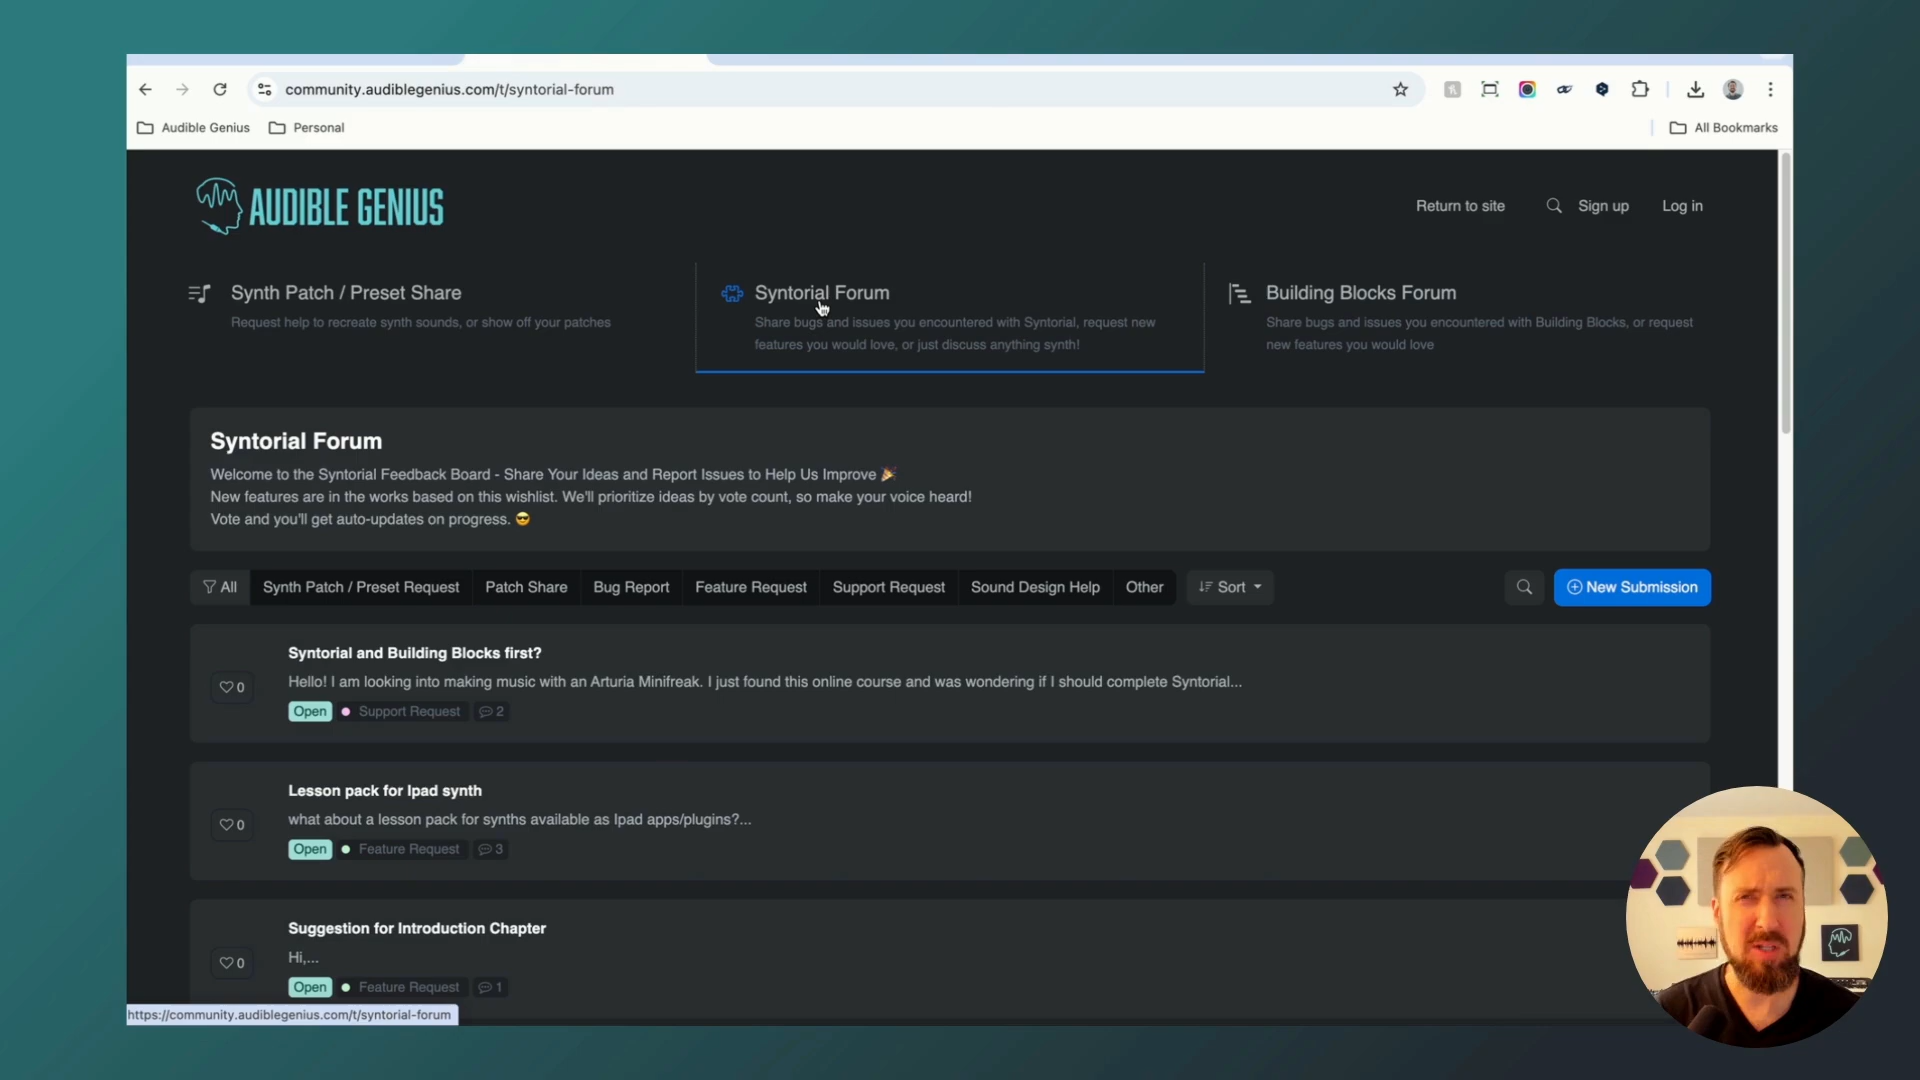 community.audiblegenius.com/t/syntorial-forum
Audible Genius
Personal
All Bookmarks
AUDIBLE GENIUS
Return to site
Sign up
Log in
Synth Patch / Preset Share
Request help to recreate synth sounds, or show off your patches
Syntorial Forum
Share bugs and issues you encountered with Syntorial, request new
features you would love, or just discuss anything synth!
Building Blocks Forum
Share bugs and issues you encountered with Building Blocks, or request
new features you would love
Syntorial Forum
Welcome to the Syntorial Feedback Board - Share Your Ideas and Report Issues to Help Us Improve 🎉
New features are in the works based on this wishlist. We'll prioritize ideas by vote count, so make your voice heard!
Vote and you'll get auto-updates on progress. 😎
All
Synth Patch / Preset Request
Patch Share
Bug Report
Feature Request
Support Request
Sound Design Help
Other
Sort
New Submission
Syntorial and Building Blocks first?
Hello! I am looking into making music with an Arturia Minifreak. I just found this online course and was wondering if I should complete Syntorial...
0
Open
Support Request
2
Lesson pack for Ipad synth
what about a lesson pack for synths available as Ipad apps/plugins?...
0
Open
Feature Request
3
Suggestion for Introduction Chapter
Hi,...
0
Open
Feature Request
1
https://community.audiblegenius.com/t/syntorial-forum